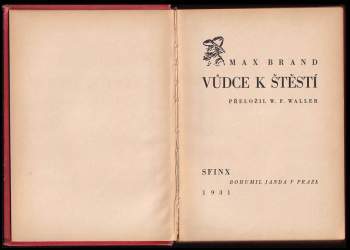 MAX BRAND
VŮDCE K ŠTĚSTÍ
PŘELOŽIL W. F. WALLER
SFINX
BOHUMIL JANDA V PRAZE
1931